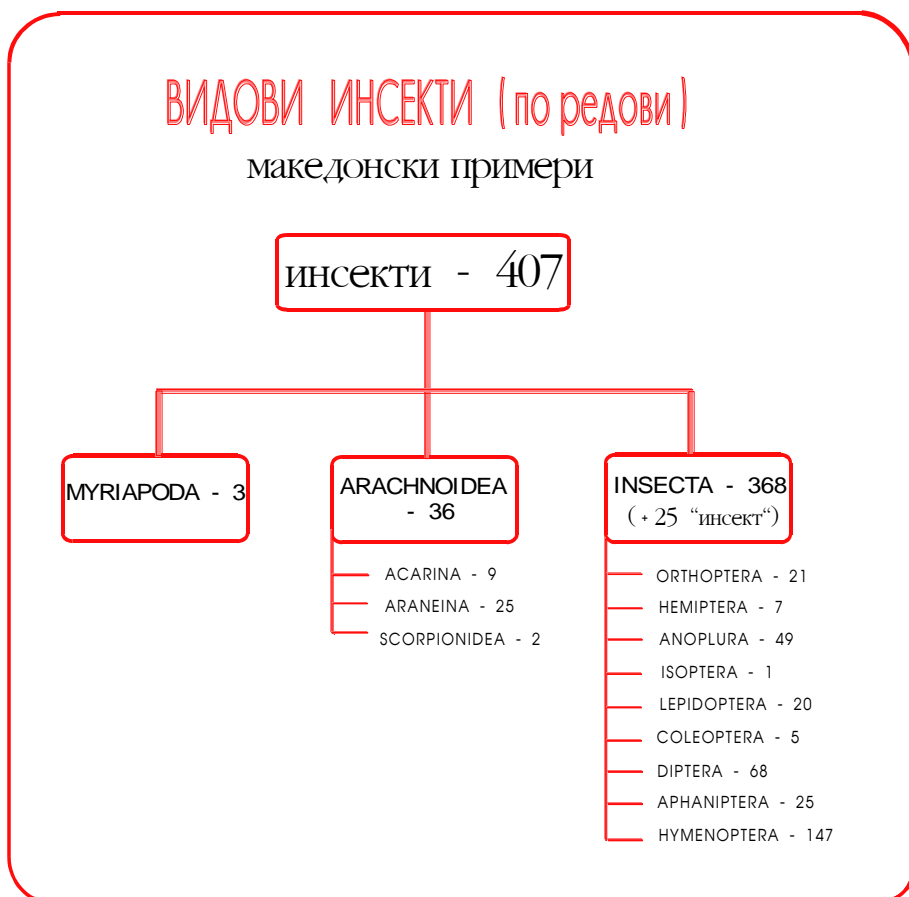 ВИДОВИ ИНСЕКТИ (по редови)
македонски примери
инсекти - 407
MYRIAPODA - 3
ARACHNOIDEA
- 36
ACARINA - 9
ARANEINA - 25
SCORPIONIDEA - 2
INSECTA - 368
(+ 25 “инсект“)
ORTHOPTERA - 21
HEMIPTERA - 7
ANOPLURA - 49
ISOPTERA - 1
LEPIDOPTERA - 20
COLEOPTERA - 5
DIPTERA - 68
APHANIPTERA - 25
HYMENOPTERA - 147